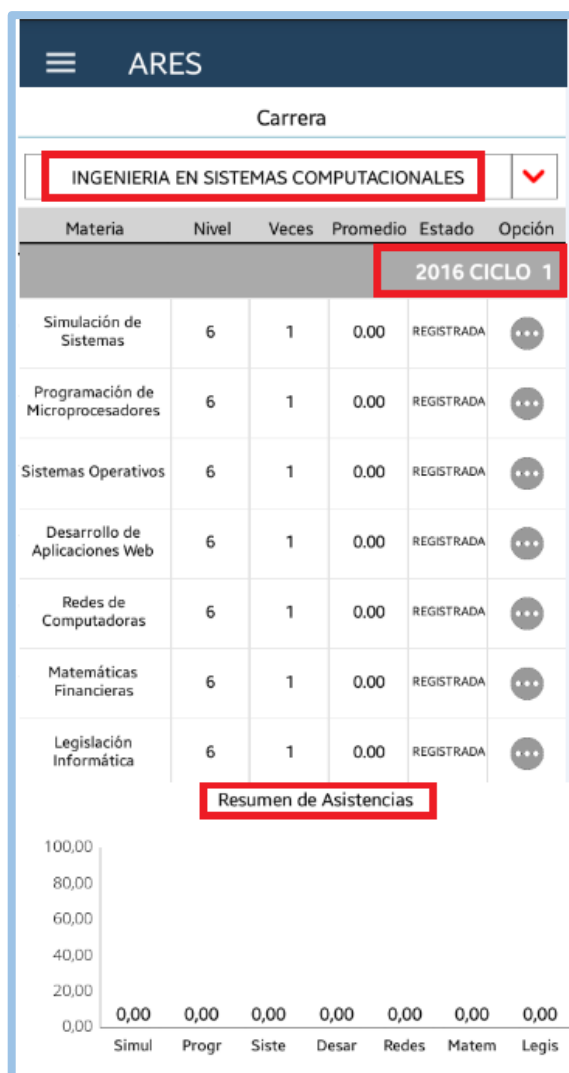 ARES
Carrera
INGENIERIA EN SISTEMAS COMPUTACIONALES
Materia Nivel Veces Promedio Estado Opción
2016 CICLO 1
Simulación de
Sistemas 6 1 0.00 REGISTRADA
Programación de
Microprocesadores 6 1 0.00 REGISTRADA
Sistemas Operativos 6 1 0.00 REGISTRADA
Desarrollo de
Aplicaciones Web 6 1 0.00 REGISTRADA
Redes de
Computadoras 6 1 0.00 REGISTRADA
Matemáticas
Financieras 6 1 0.00 REGISTRADA
Legislación
Informática 6 1 0.00 REGISTRADA
Resumen de Asistencias
100,00
80,00
60,00
40,00
20,00
0,00 0,00 0,00 0,00 0,00 0,00 0,00 0,00
Simul Progr Siste Desar Redes Matem Legis